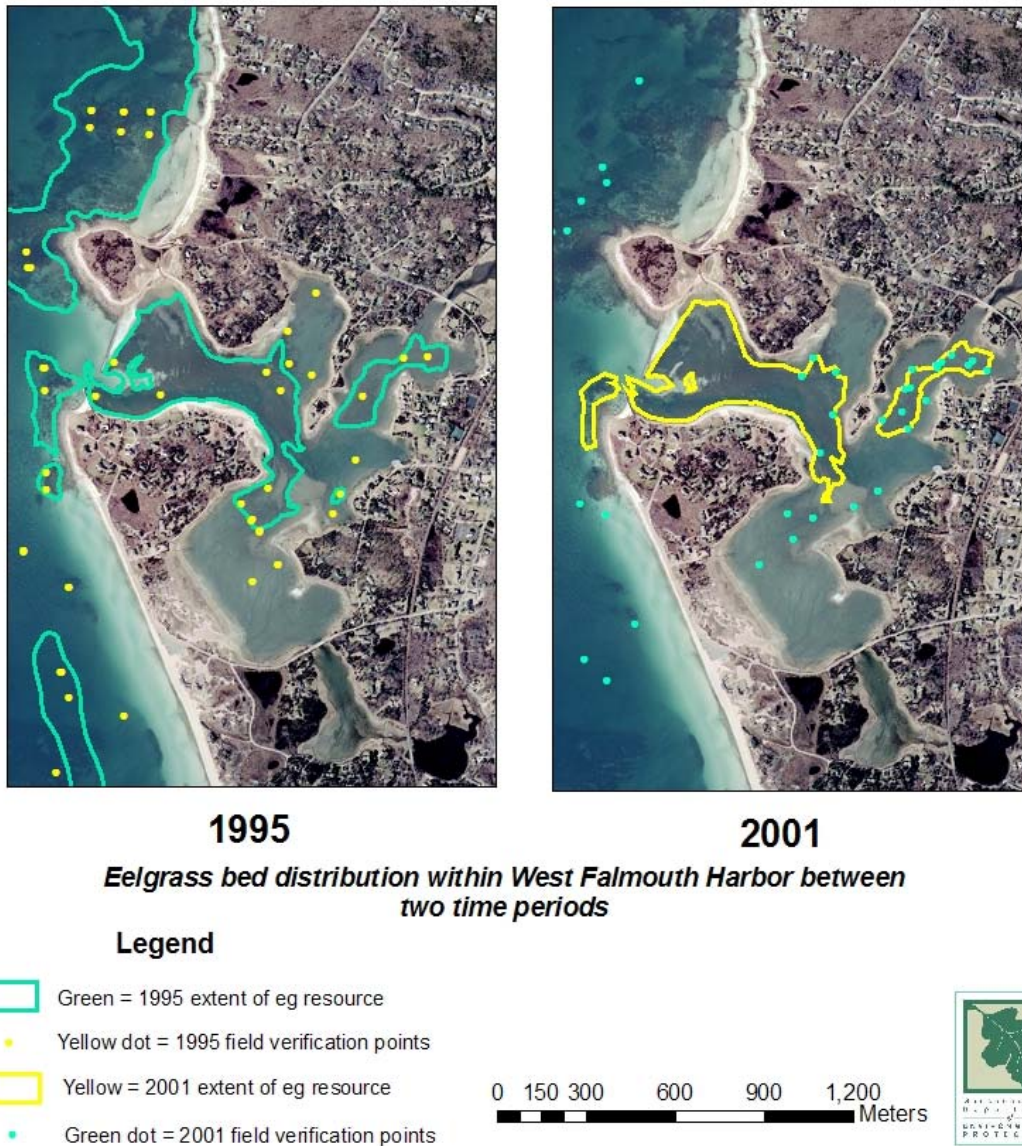 1995
2001
Eelgrass bed distribution within West Falmouth Harbor between
two time periods
Legend
Green = 1995 extent of eg resource
Yellow dot = 1995 field verification points
Yellow = 2001 extent of eg resource
Green dot = 2001 field verification points
0 150 300 600 900 1,200
Meters